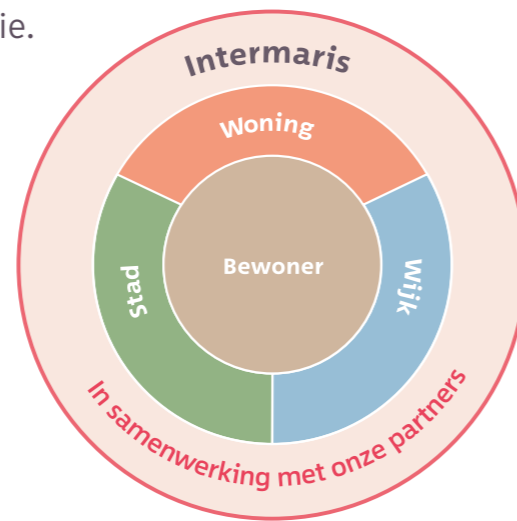 ie.
Intermaris
Woning
Bewoner
Stad
Wijk
In samenwerking met onze partners